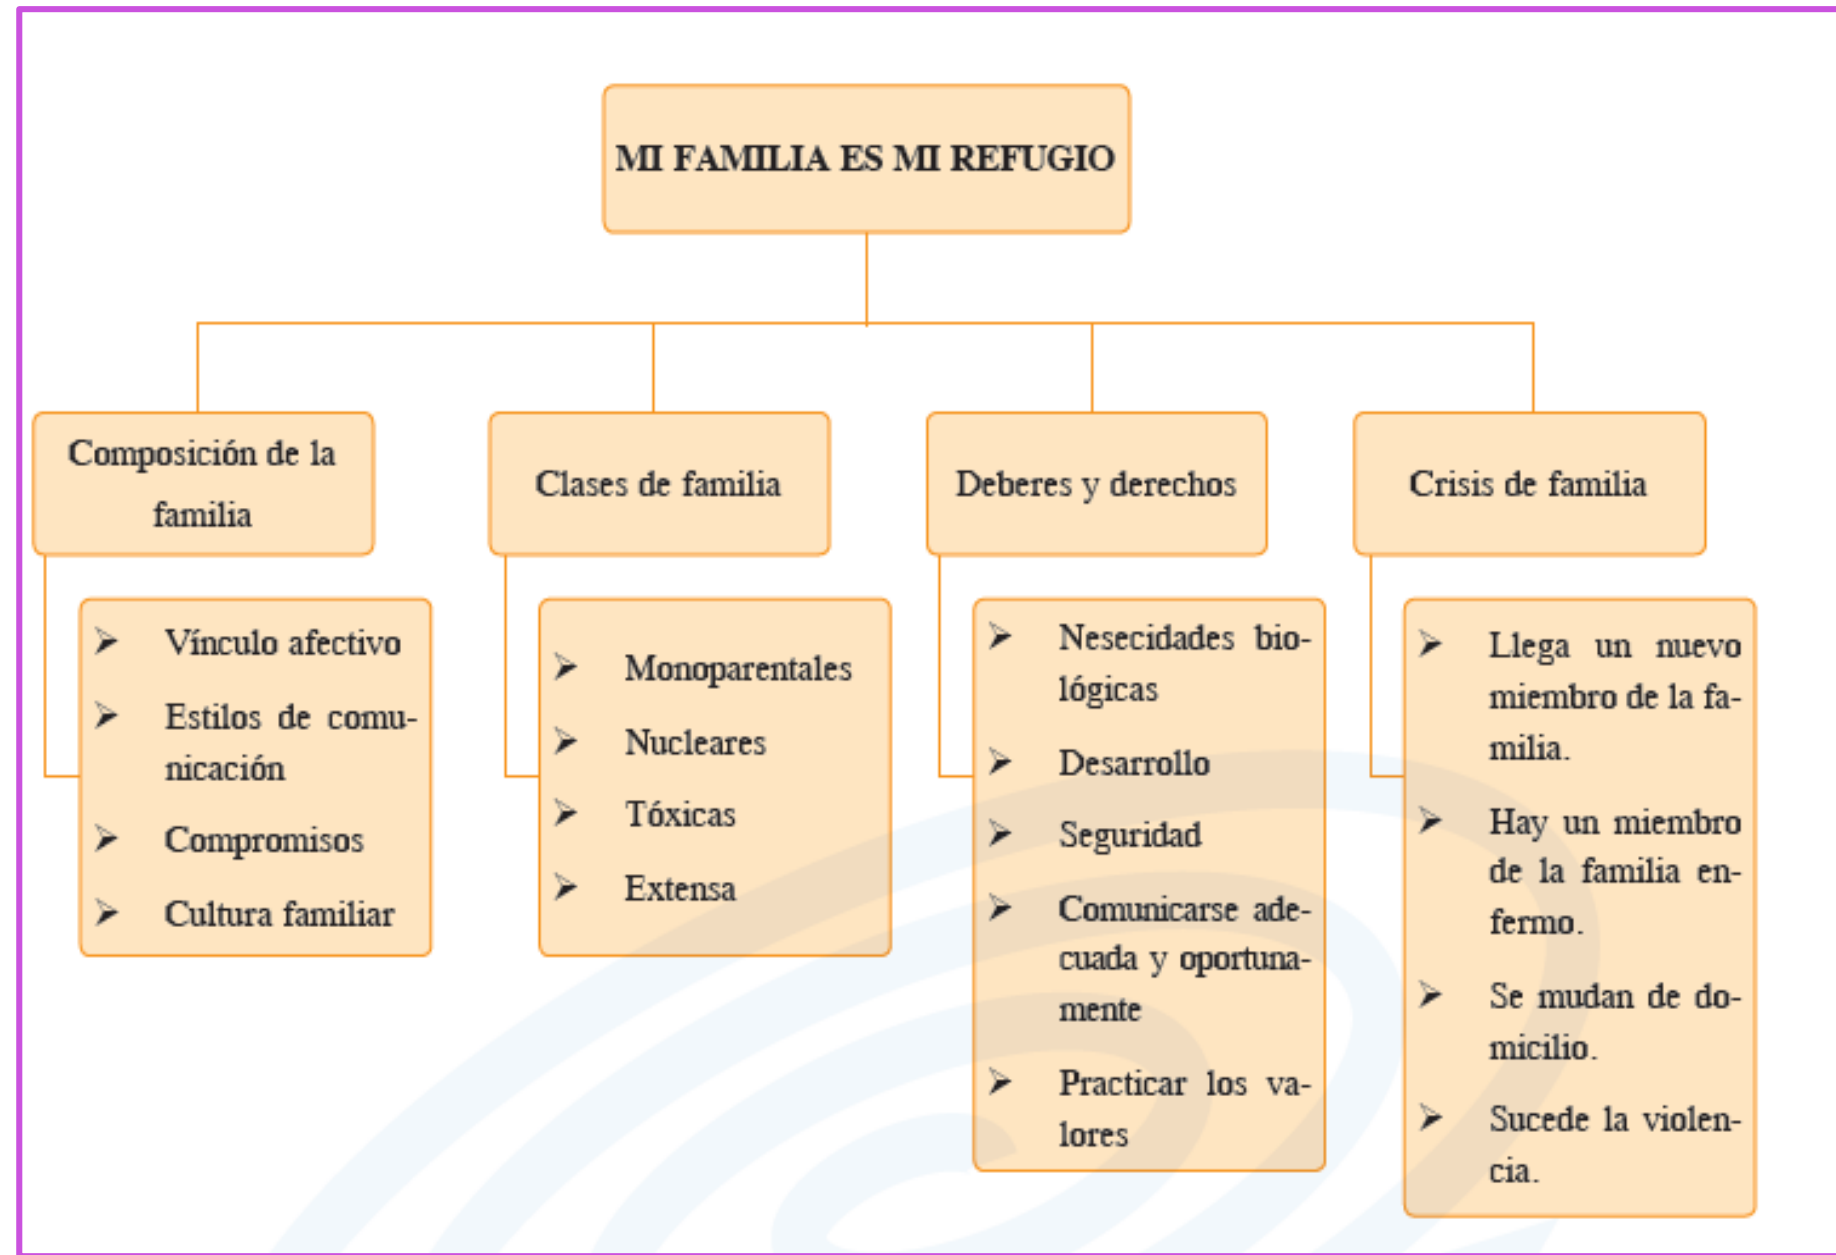 MI FAMILIA ES MI REFUGIO
Composición de la
familia
➤ Vínculo afectivo
➤ Estilos de comu-
nicación
➤ Compromisos
➤ Cultura familiar
Clases de familia
➤ Monoparentales
➤ Nucleares
➤ Tóxicas
➤ Extensa
Deberes y derechos
➤ Nesecidades bio-
lógicas
➤ Desarrollo
➤ Seguridad
➤ Comunicarse ade-
cuada y oportuna-
mente
➤ Practicar los va-
lores
Crisis de familia
➤ Llega un nuevo
miembro de la fa-
milia.
➤ Hay un miembro
de la familia en-
fermo.
➤ Se mudan de do-
micilio.
➤ Sucede la violen-
cia.